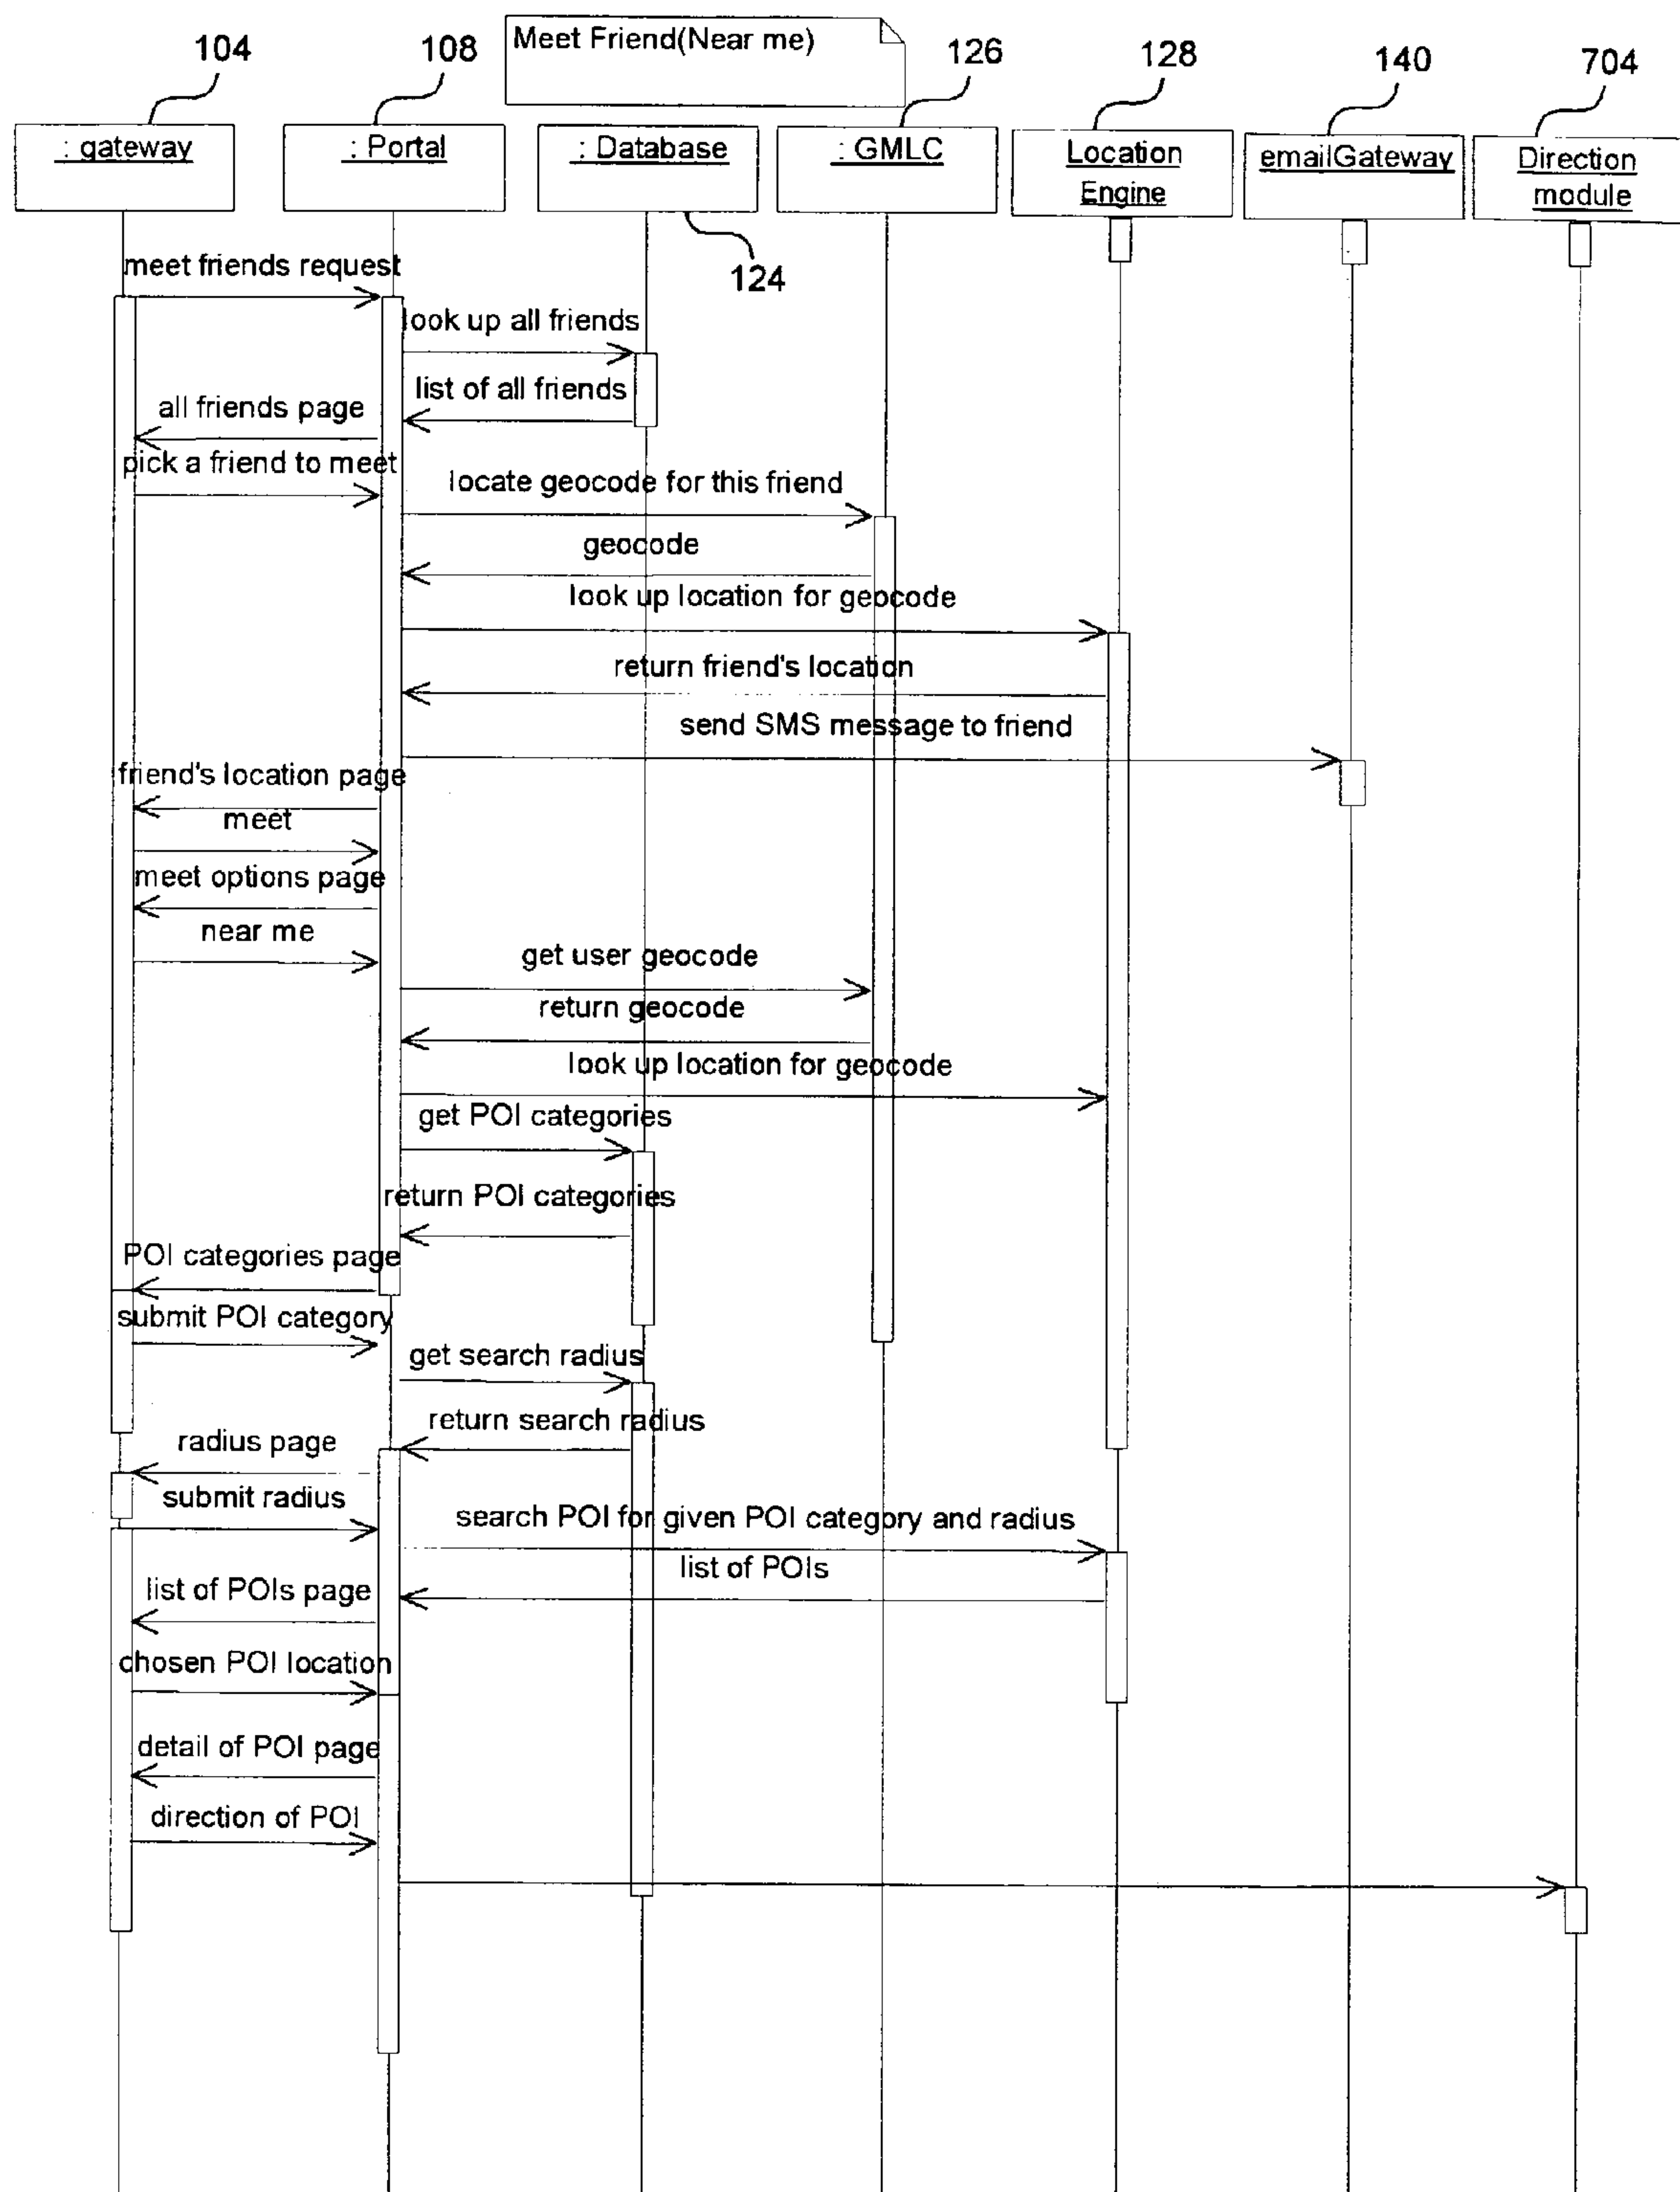 104
108
Meet Friend(Near me)
126
128
140
704
: gateway
: Portal
: Database
: GMLC
Location
Engine
emailGateway
Direction
module
124
meet friends request
look up all friends
list of all friends
all friends page
pick a friend to meet
locate geocode for this friend
geocode
look up location for geocode
return friend's location
send SMS message to friend
friend's location page
meet
meet options page
near me
get user geocode
return geocode
look up location for geocode
get POI categories
return POI categories
POI categories page
submit POI category
get search radius
return search radius
radius page
submit radius
search POI for given POI category and radius
list of POIs
list of POIs page
chosen POI location
detail of POI page
direction of POI